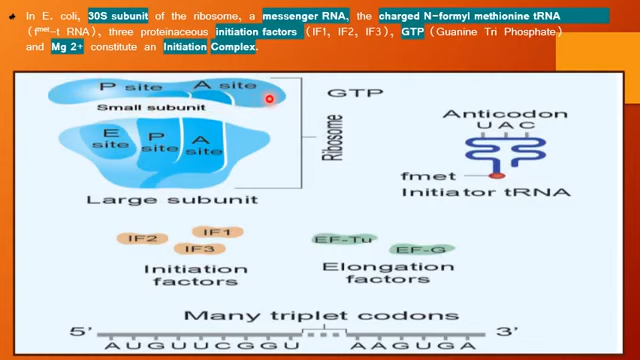 In E. coli, 30S subunit of the ribosome, a messenger RNA, the charged N-formyl methionine tRNA
(fmet-t RNA), three proteinaceous initiation factors (IF1, IF2, IF3), GTP (Guanine Tri Phosphate)
and Mg 2+ constitute an Initiation Complex.
P site A site
GTP
Small subunit
Ribosome
Anticodon
UAC
E site
P site
A site
fmet
Initiator tRNA
Large subunit
IF2
IF1
IF3
EF-Tu
EF-G
Initiation factors
Elongation factors
Many triplet codons
5' 3'
AUGUUCGGU AAGUGA